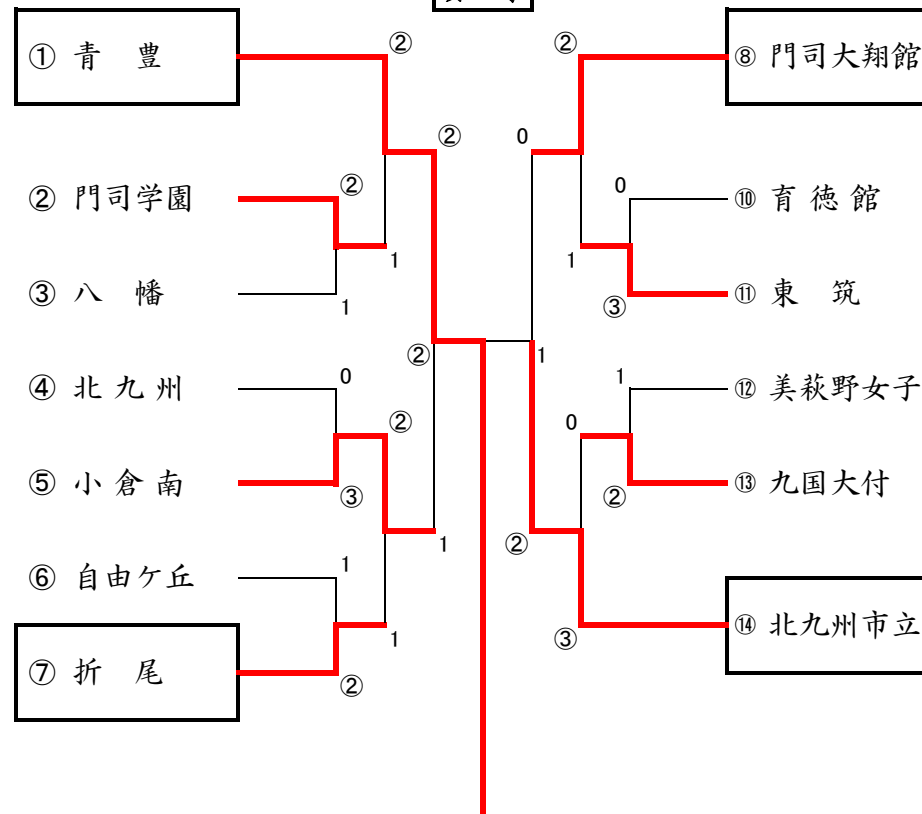 ②
②
① 青 豊
⑧ 門司大翔館
②
0
②
0
② 門司学園
⑩ 育徳館
1
1
③ 八 幡
1
③
⑪ 東 筑
②
1
0
1
④ 北九州
⑫ 美萩野女子
②
0
⑤ 小倉南
③
②
⑬ 九国大付
1
②
1
⑥ 自由ケ丘
1
③
⑭ 北九州市立
⑦ 折 尾
②